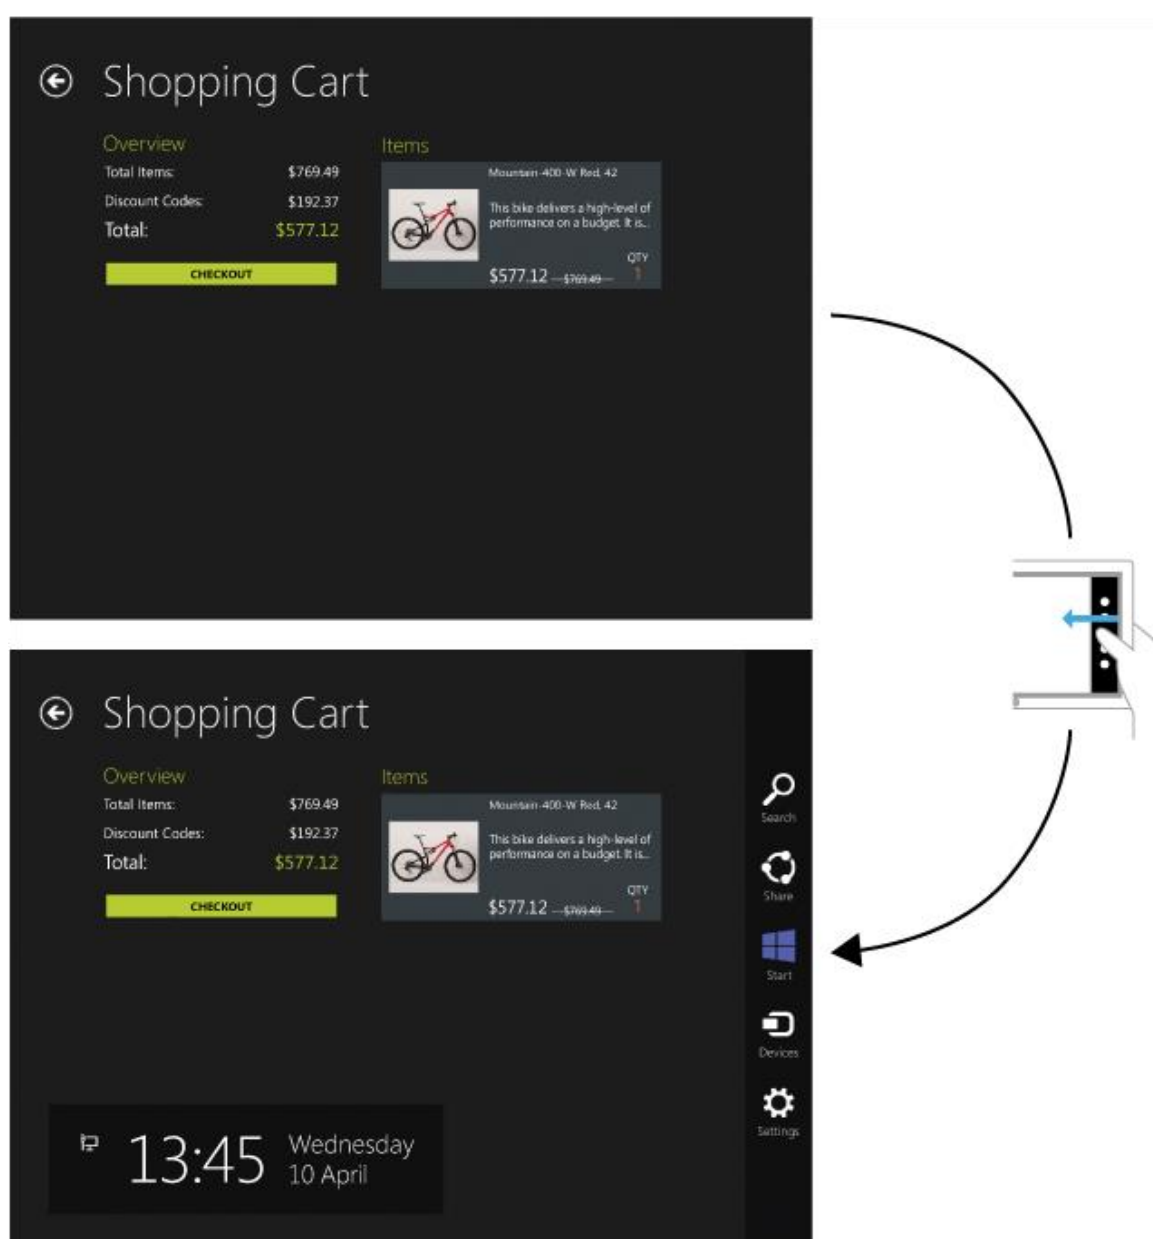 Shopping Cart
Overview
Total Items: $769.49
Discount Codes: $192.37
Total: $577.12
CHECKOUT
Items
Mountain-400-W Red, 42
This bike delivers a high-level of
performance on a budget. It is...
QTY
$577.12 $769.49 1
Shopping Cart
Overview
Total Items: $769.49
Discount Codes: $192.37
Total: $577.12
CHECKOUT
Items
Mountain-400-W Red, 42
This bike delivers a high-level of
performance on a budget. It is...
QTY
$577.12 $769.49 1
Search
Share
Start
Devices
Settings
13:45 Wednesday
10 April